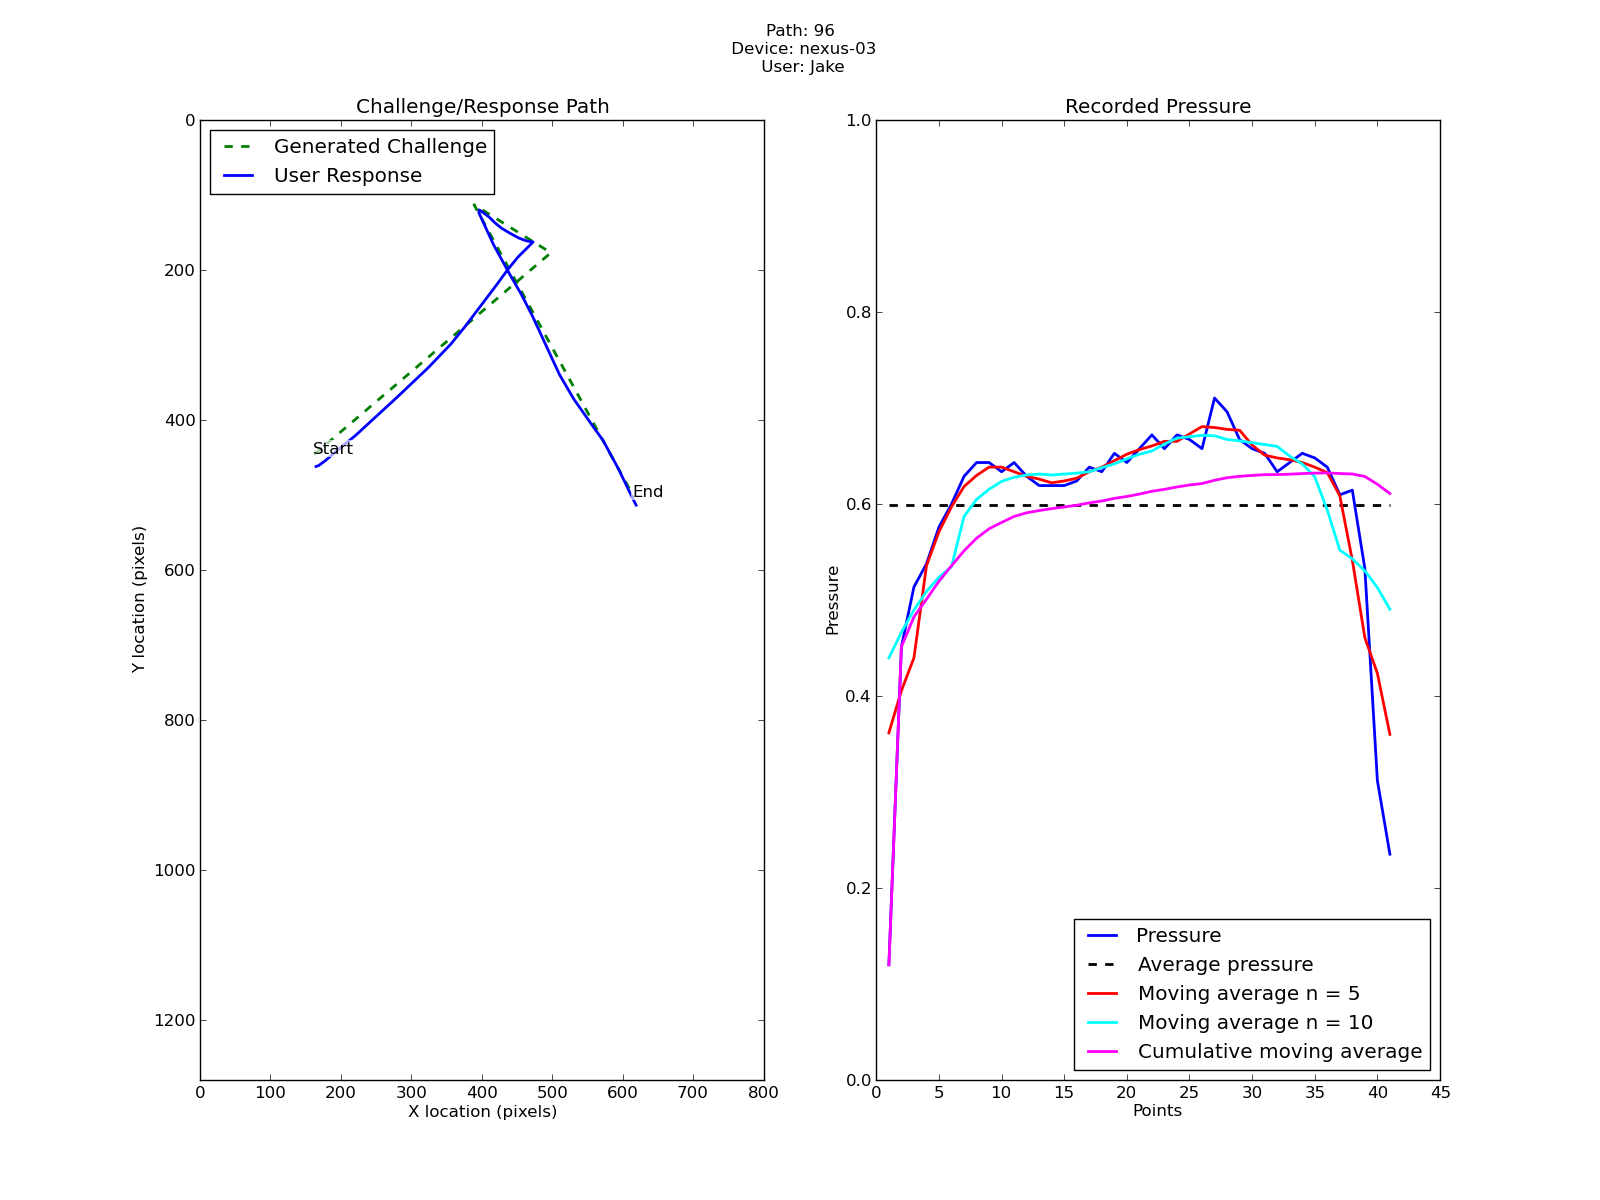 Path: 96
Device: nexus-03
User: Jake
Challenge/Response Path
Generated Challenge
User Response
Start
End
0
200
400
600
800
1000
1200
Y location (pixels)
0 100 200 300 400 500 600 700 800
X location (pixels)
Recorded Pressure
1.0
0.8
0.6
0.4
0.2
0.0
Pressure
Pressure
Average pressure
Moving average n = 5
Moving average n = 10
Cumulative moving average
0 5 10 15 20 25 30 35 40 45
Points